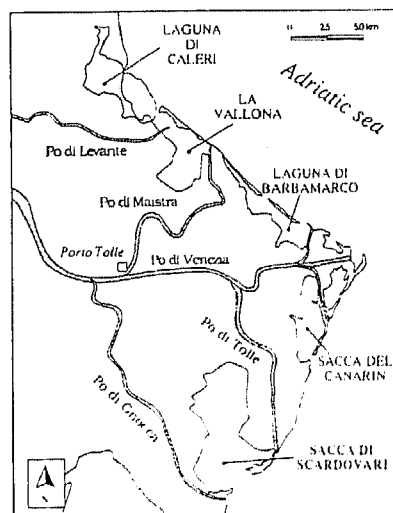 LAGUNA
DI
CALERI
0 2.5 5.0 km
Adriatic sea
LA
VALLONA
Po di Levante
LAGUNA DI
BARBAMARCO
Po di Maistra
Porto Tolle
Po di Venezia
Po di Tolle
SACCA DEL
CANARIN
Po di Gnocca
SACCA DI
SCARDOVARI